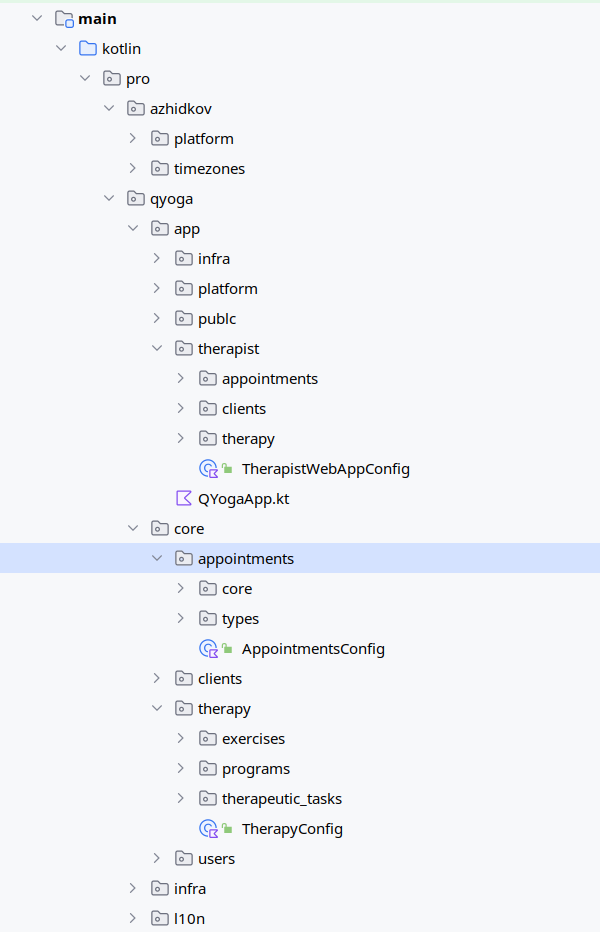 main
kotlin
pro
azhidkov
platform
timezones
qyoga
app
infra
platform
publc
therapist
appointments
clients
therapy
TherapistWebAppConfig
QYogaApp.kt
core
appointments
core
types
AppointmentsConfig
clients
therapy
exercises
programs
therapeutic_tasks
TherapyConfig
users
infra
l10n